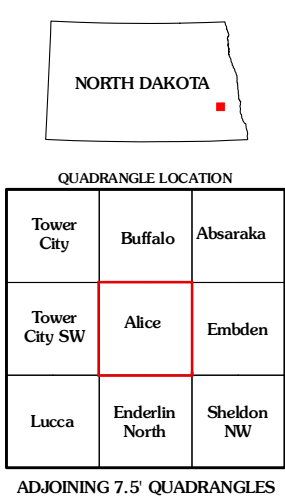 NORTH DAKOTA
QUADRANGLE LOCATION
Tower
City
Buffalo
Absaraka
Tower
City SW
Alice
Embden
Lucca
Enderlin
North
Sheldon
NW
ADJOINING 7.5' QUADRANGLES